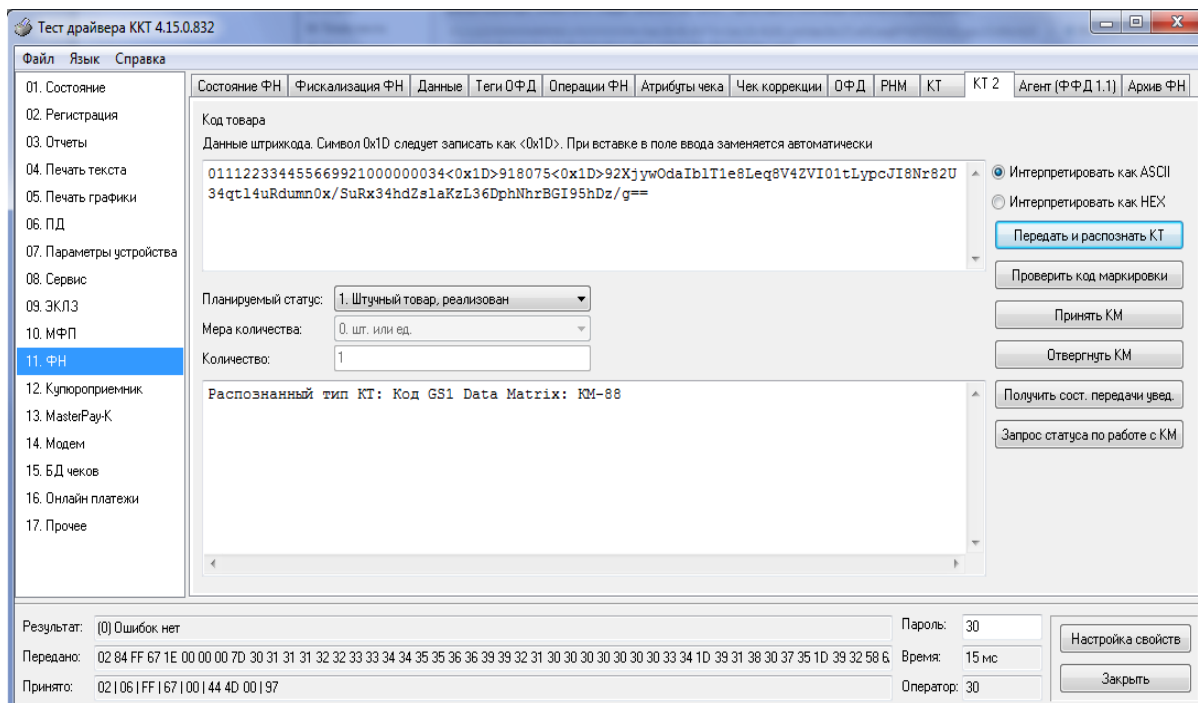 Тест драйвера ККТ 4.15.0.832
Файл Язык Справка
01. Состояние
02. Регистрация
03. Отчеты
04. Печать текста
05. Печать графики
06. ПД
07. Параметры устройства
08. Сервис
09. ЭКЛЗ
10. МФП
11. ФН
12. Купюроприемник
13. MasterPay-K
14. Модем
15. БД чеков
16. Онлайн платежи
17. Прочее
Состояние ФН Фискализация ФН Данные Теги ОФД Операции ФН Атрибуты чека Чек коррекции ОФД РНМ КТ КТ 2 Агент (ФФД 1.1) Архив ФН
Код товара
Данные штрихкода. Символ 0x1D следует записать как <0x1D>. При вставке в поле ввода заменяется автоматически
011122334455669921000000034<0x1D>918075<0x1D>92XjywOdaIblT1e8Leq8V4ZVI01tLypcJI8Nr82U
34qtl4uRdumn0x/SuRx34hdZslaKzL36DphNhrBGI95hDz/g==
Интерпретировать как ASCII
Интерпретировать как HEX
Передать и распознать КТ
Проверить код маркировки
Принять КМ
Отвергнуть КМ
Получить сост. передачи увед.
Запрос статуса по работе с КМ
Планируемый статус: 1. Штучный товар, реализован
Мера количества: 0. шт. или ед.
Количество: 1
Распознанный тип КТ: Код GS1 Data Matrix: КМ-88
Результат: (0) Ошибок нет
Передано: 02 84 FF 67 1E 00 00 00 7D 30 31 31 31 32 32 33 33 34 34 35 35 36 36 39 39 32 31 30 30 30 30 30 30 30 33 34 1D 39 31 38 30 37 35 1D 39 32 58 6
Принято: 02 | 06 | FF | 67 | 00 | 44 4D 00 | 97
Пароль: 30
Время: 15 мс
Оператор: 30
Настройка свойств
Закрыть